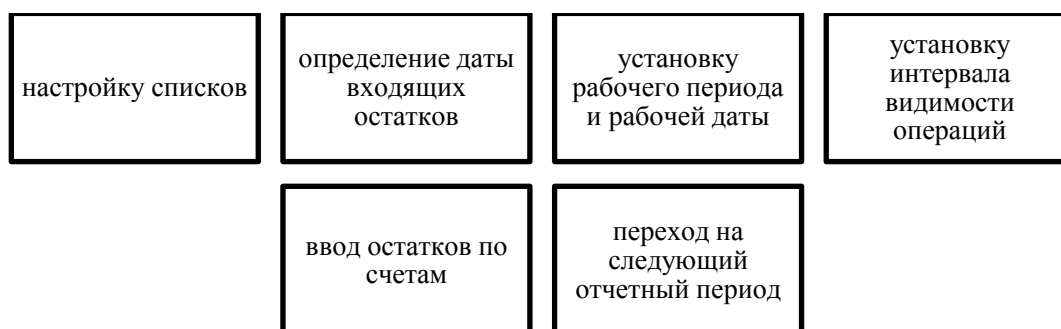 настройку списков
определение даты
входящих
остатков
установку
рабочего периода
и рабочей даты
установку
интервала
видимости
операций
ввод остатков по
счетам
переход на
следующий
отчетный период